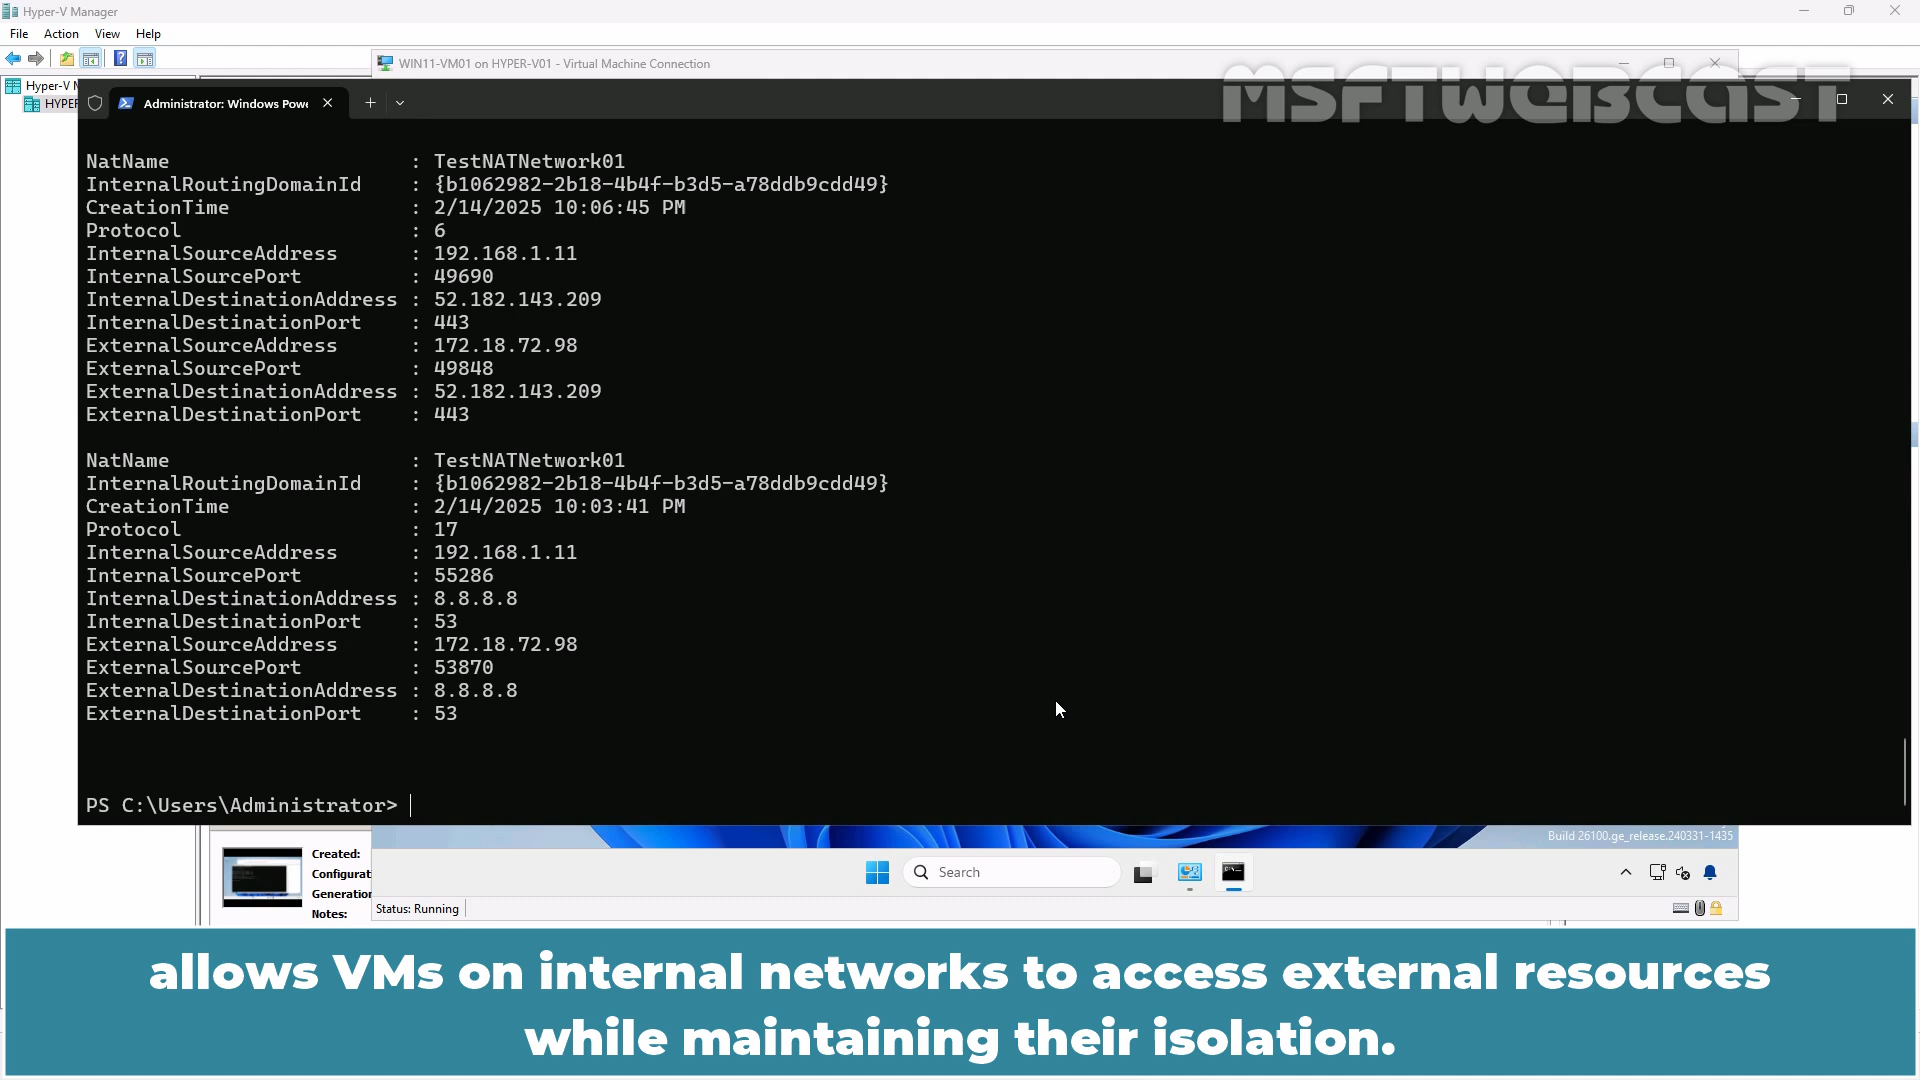 Hyper-V Manager
File Action View Help
WIN11-VM01 on HYPER-V01 - Virtual Machine Connection
MSFTWEBCAST
Hyper-V M
HYPER
Administrator: Windows Powe
NatName : TestNATNetwork01
InternalRoutingDomainId : {b1062982-2b18-4b4f-b3d5-a78ddb9cdd49}
CreationTime : 2/14/2025 10:06:45 PM
Protocol : 6
InternalSourceAddress : 192.168.1.11
InternalSourcePort : 49690
InternalDestinationAddress : 52.182.143.209
InternalDestinationPort : 443
ExternalSourceAddress : 172.18.72.98
ExternalSourcePort : 49848
ExternalDestinationAddress : 52.182.143.209
ExternalDestinationPort : 443
NatName : TestNATNetwork01
InternalRoutingDomainId : {b1062982-2b18-4b4f-b3d5-a78ddb9cdd49}
CreationTime : 2/14/2025 10:03:41 PM
Protocol : 17
InternalSourceAddress : 192.168.1.11
InternalSourcePort : 55286
InternalDestinationAddress : 8.8.8.8
InternalDestinationPort : 53
ExternalSourceAddress : 172.18.72.98
ExternalSourcePort : 53870
ExternalDestinationAddress : 8.8.8.8
ExternalDestinationPort : 53
PS C:\Users\Administrator>
Build 26100.ge_release.240331-1435
Created:
Configurat
Generation
Notes:
Search
Status: Running
allows VMs on internal networks to access external resources
while maintaining their isolation.